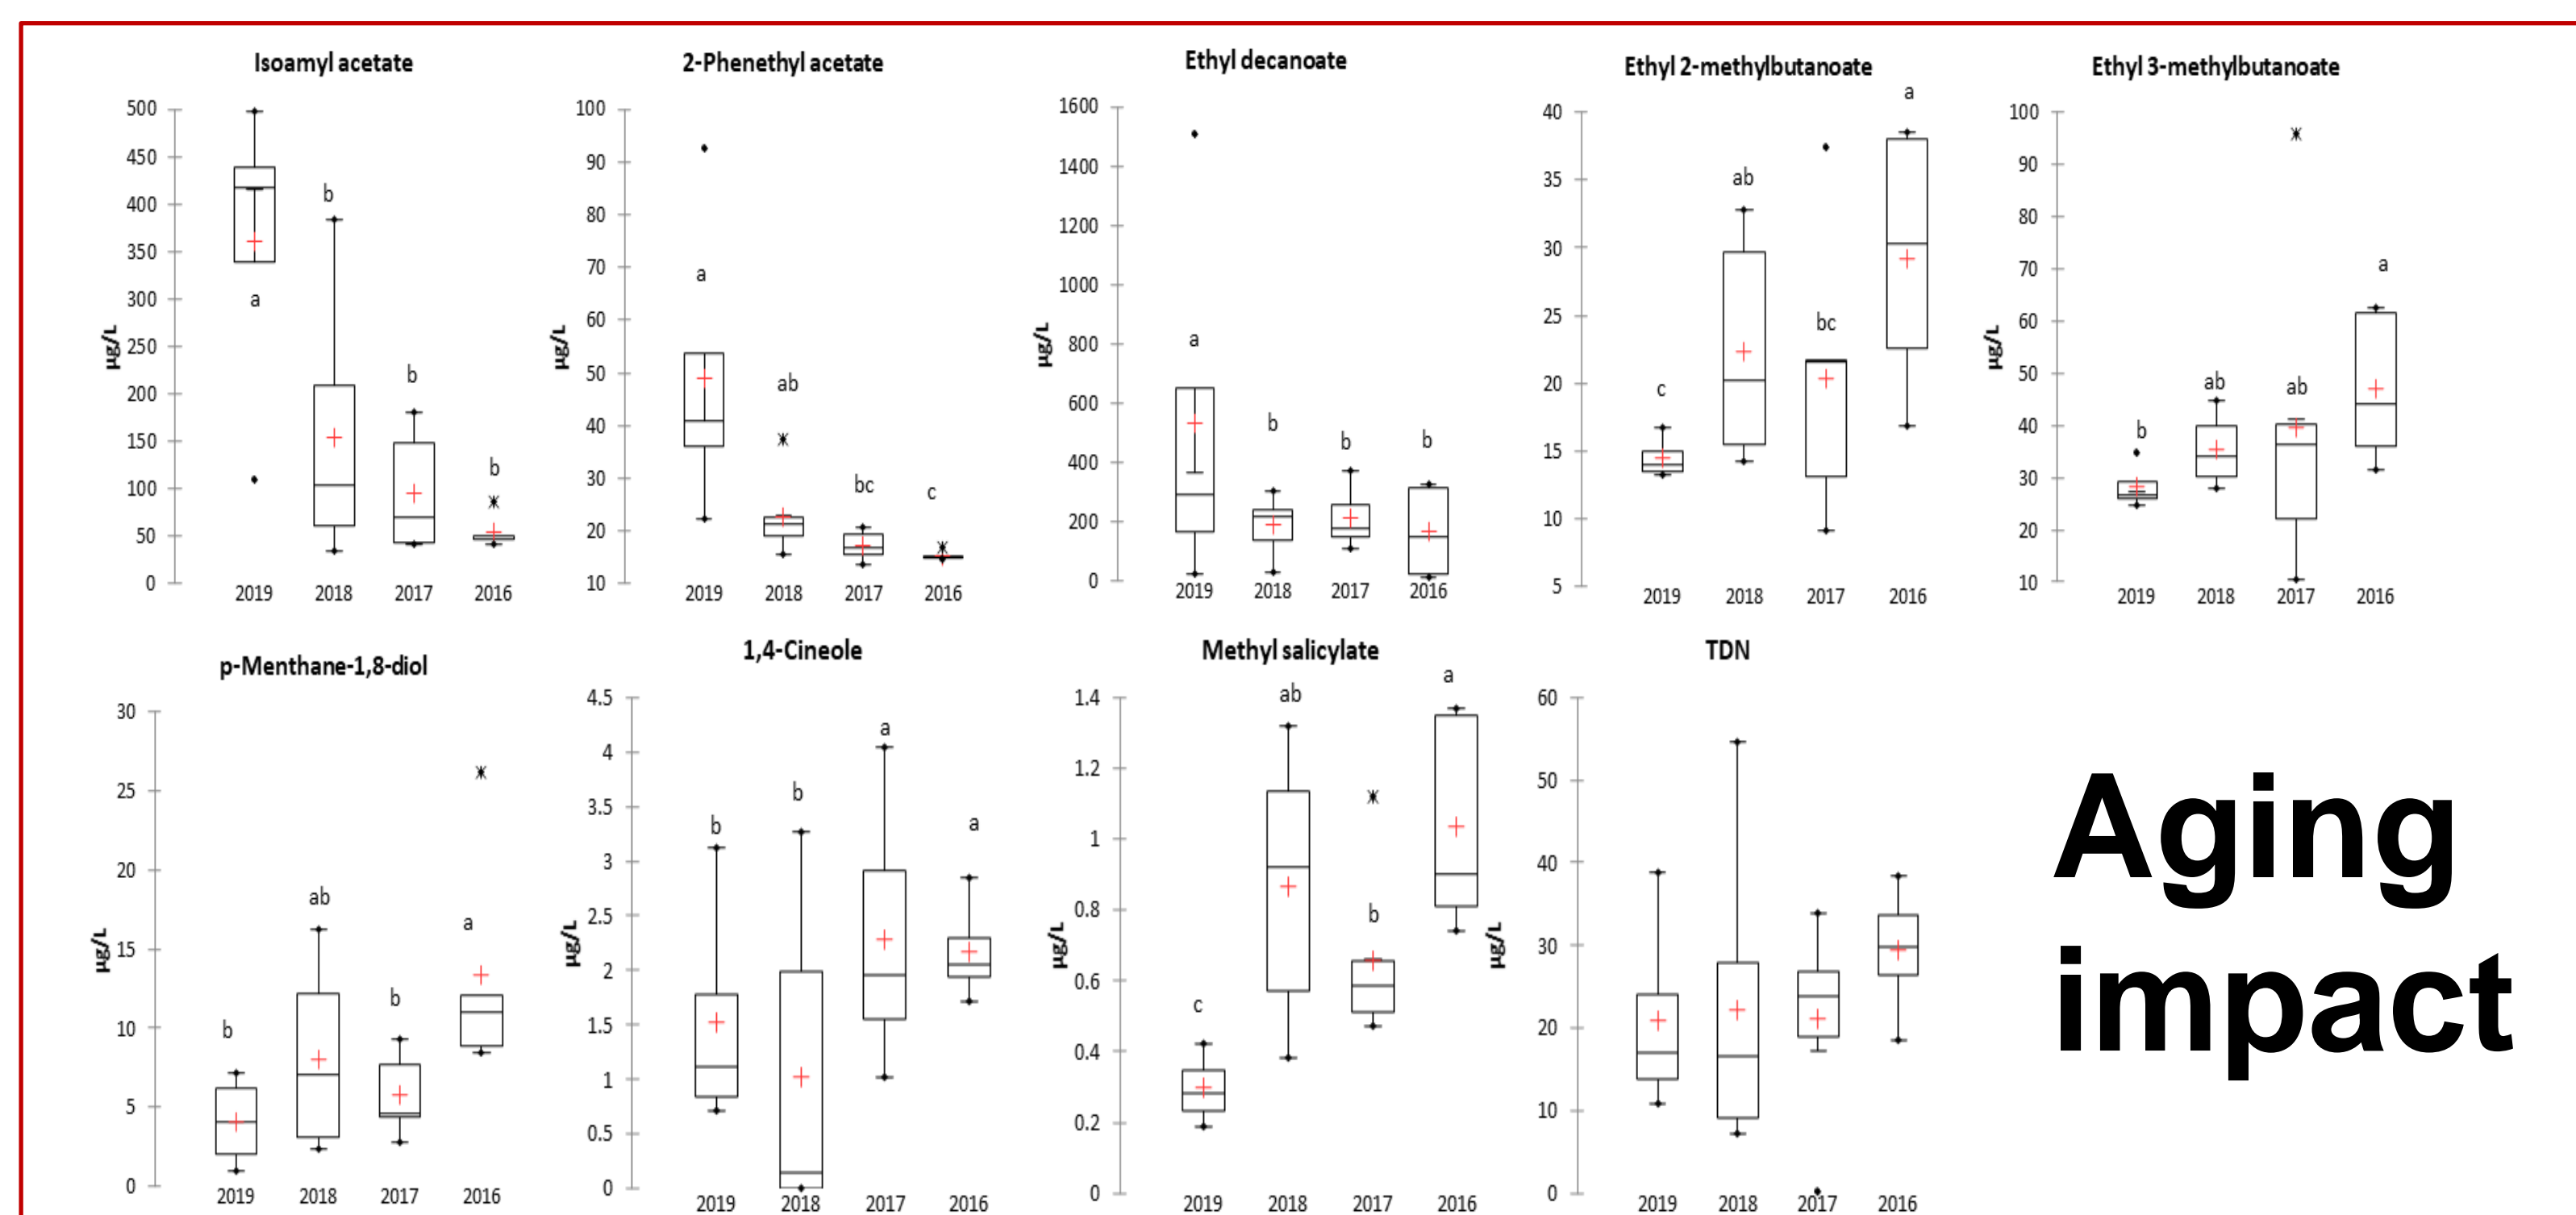 Isoamyl acetate
500
450
400
350
300
250
200
150
100
50
0
µg/L
a
b
b
b
2019 2018 2017 2016
2-Phenethyl acetate
100
90
80
70
60
50
40
30
20
10
µg/L
a
ab
bc
c
2019 2018 2017 2016
Ethyl decanoate
1600
1400
1200
1000
800
600
400
200
0
µg/L
a
b
b
b
2019 2018 2017 2016
Ethyl 2-methylbutanoate
40
35
30
25
20
15
10
5
c
ab
bc
a
2019 2018 2017 2016
Ethyl 3-methylbutanoate
100
90
80
70
60
50
40
30
20
10
µg/L
b
ab
ab
a
2019 2018 2017 2016
p-Menthane-1,8-diol
30
25
20
15
10
5
0
µg/L
b
ab
b
a
2019 2018 2017 2016
1,4-Cineole
4.5
4
3.5
3
2.5
2
1.5
1
0.5
0
µg/L
b
b
a
a
2019 2018 2017 2016
Methyl salicylate
1.4
1.2
1
0.8
0.6
0.4
0.2
0
µg/L
c
ab
b
a
2019 2018 2017 2016
TDN
60
50
40
30
20
10
0
µg/L
2019 2018 2017 2016
Aging
impact